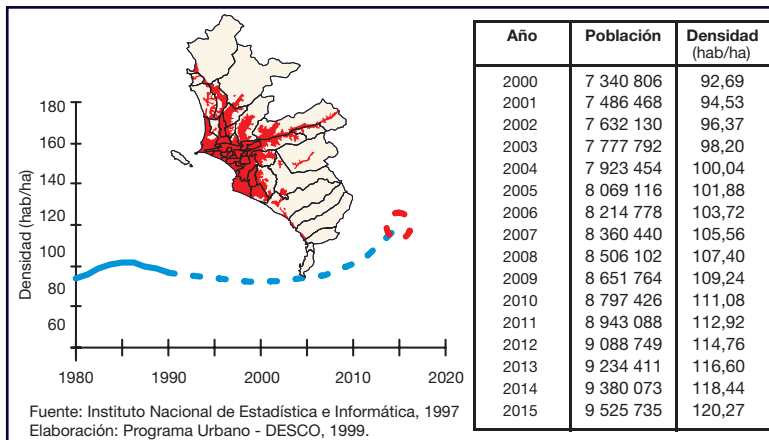 Densidad (hab/ha)
180
160
140
120
100
80
60
1980 1990 2000 2010 2020
Fuente: Instituto Nacional de Estadística e Informática, 1997
Elaboración: Programa Urbano - DESCO, 1999.
Año Población Densidad
(hab/ha)
2000 7 340 806 92,69
2001 7 486 468 94,53
2002 7 632 130 96,37
2003 7 777 792 98,20
2004 7 923 454 100,04
2005 8 069 116 101,88
2006 8 214 778 103,72
2007 8 360 440 105,56
2008 8 506 102 107,40
2009 8 651 764 109,24
2010 8 797 426 111,08
2011 8 943 088 112,92
2012 9 088 749 114,76
2013 9 234 411 116,60
2014 9 380 073 118,44
2015 9 525 735 120,27